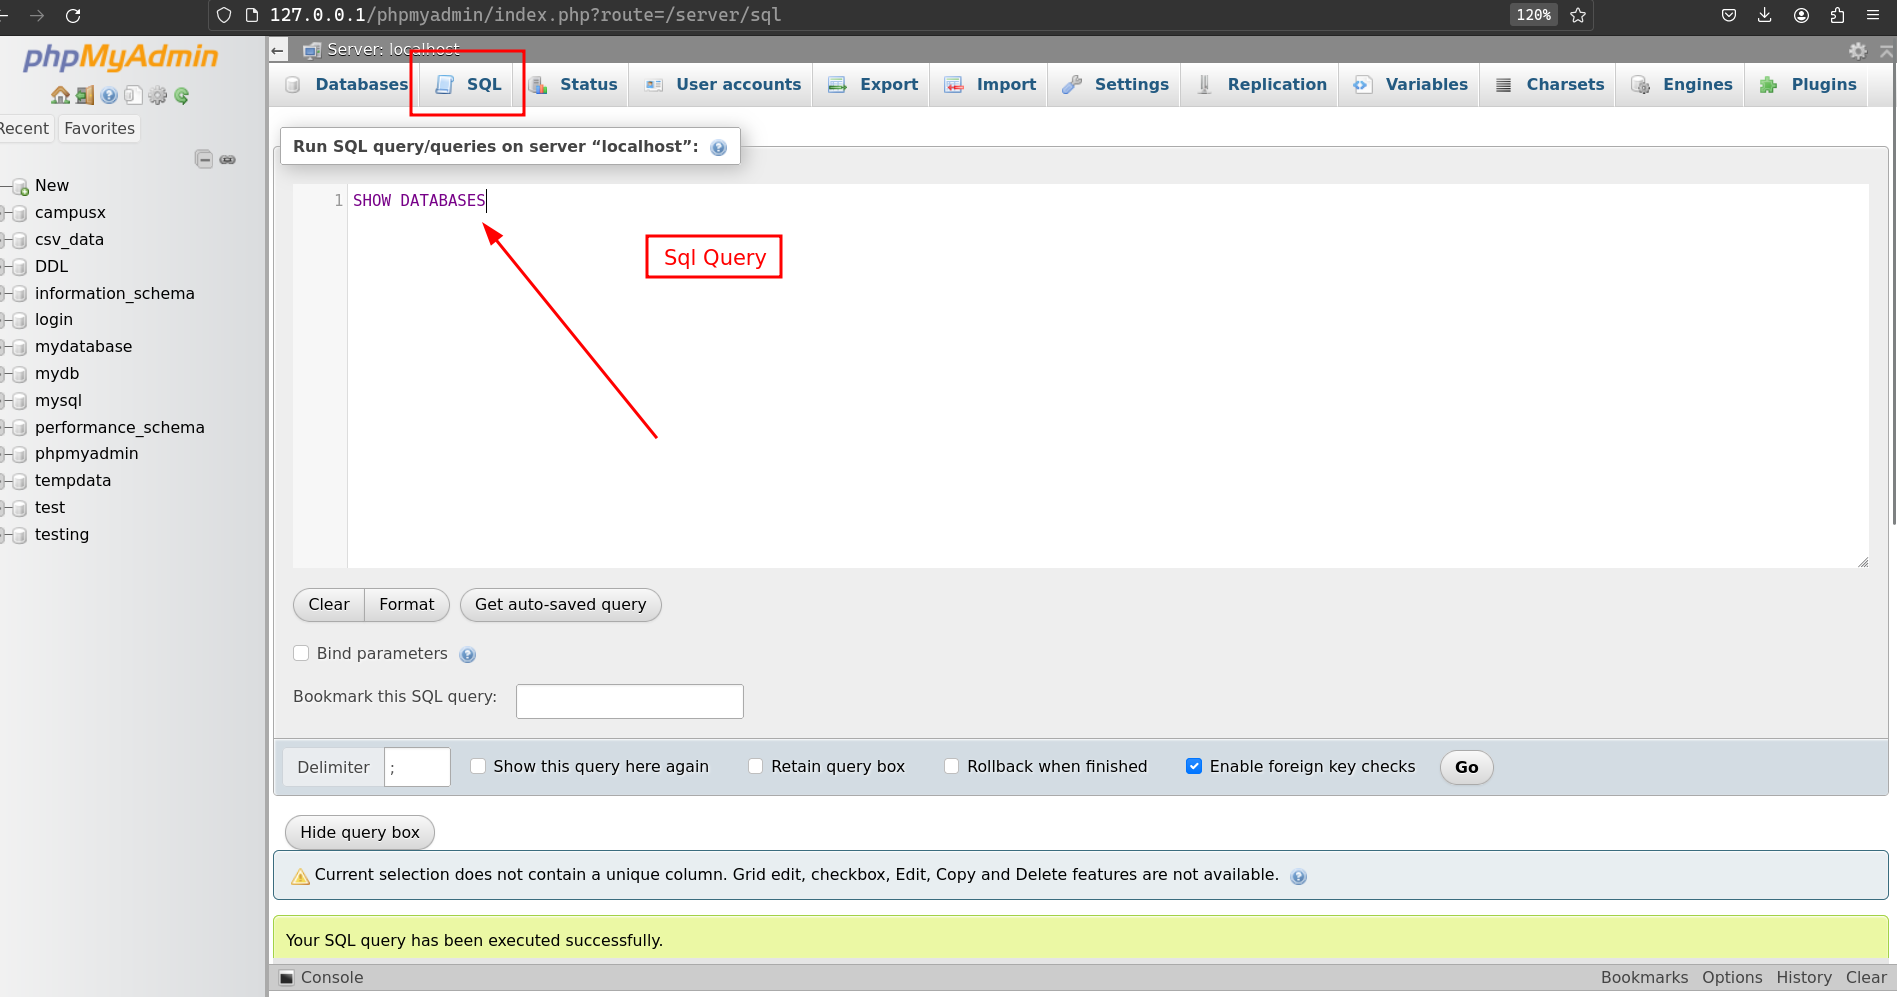 127.0.0.1/phpmyadmin/index.php?route=/server/sql
120%
phpMyAdmin
Recent
Favorites
New
campusx
csv_data
DDL
information_schema
login
mydatabase
mydb
mysql
performance_schema
phpmyadmin
tempdata
test
testing
Server: localhost
Databases SQL Status User accounts Export Import Settings Replication Variables Charsets Engines Plugins
Run SQL query/queries on server “localhost”:
1 SHOW DATABASES
Sql Query
Clear Format Get auto-saved query
Bind parameters
Bookmark this SQL query:
Delimiter ; Show this query here again Retain query box Rollback when finished Enable foreign key checks Go
Hide query box
Current selection does not contain a unique column. Grid edit, checkbox, Edit, Copy and Delete features are not available.
Your SQL query has been executed successfully.
Console Bookmarks Options History Clear